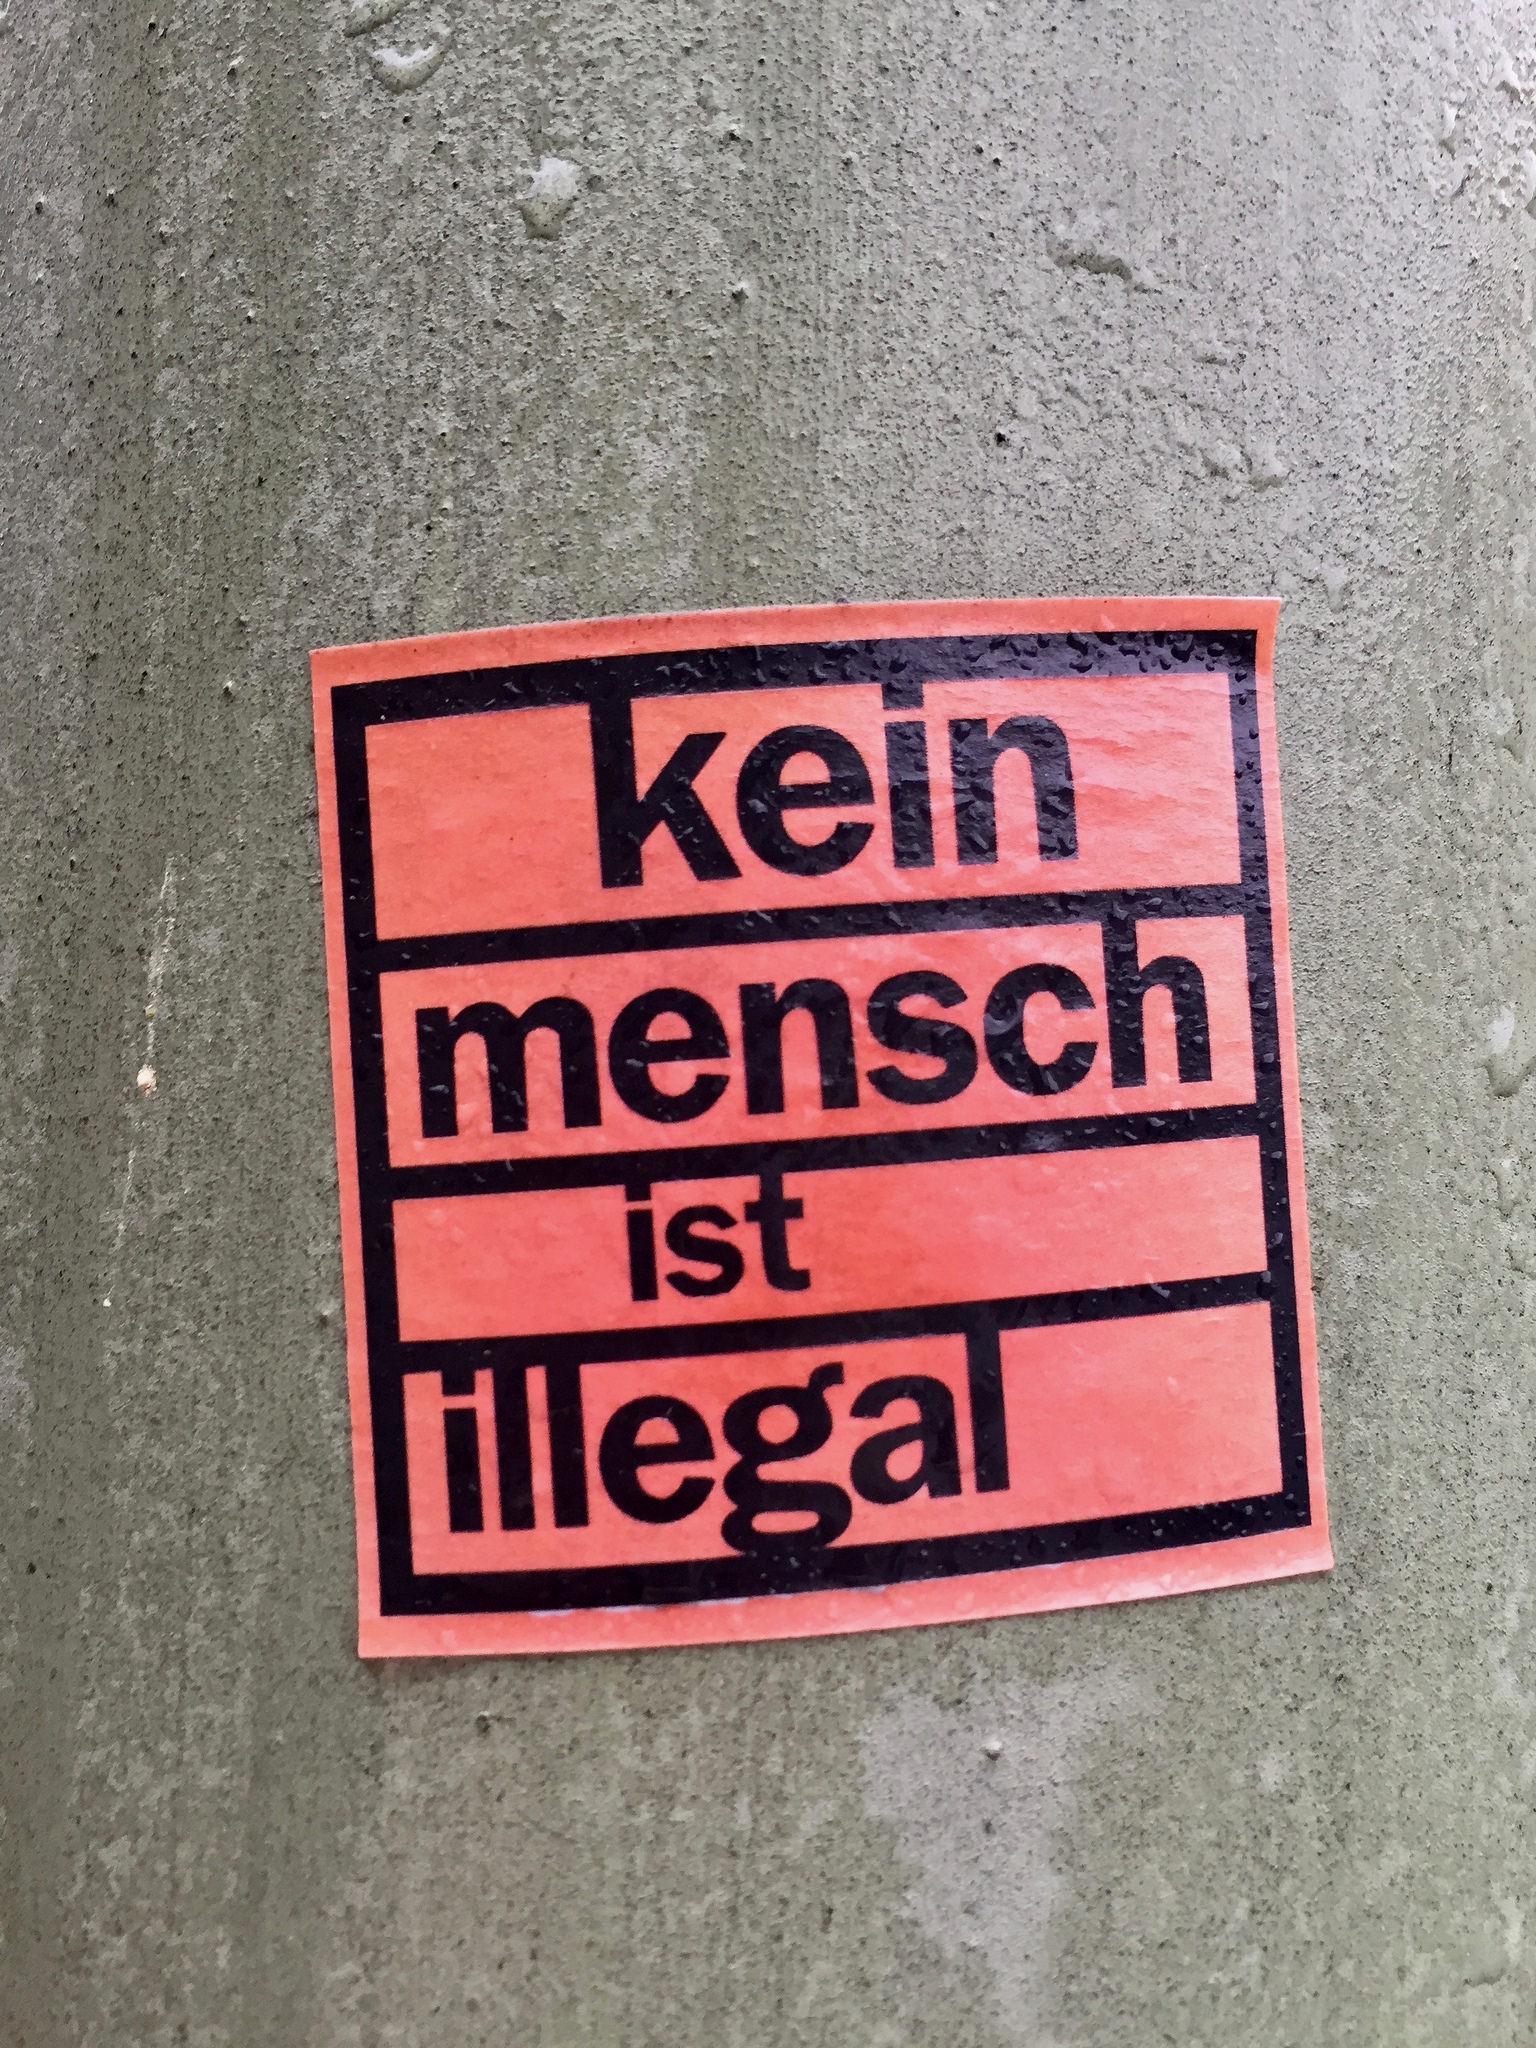 kein
mensch
ist
illegal